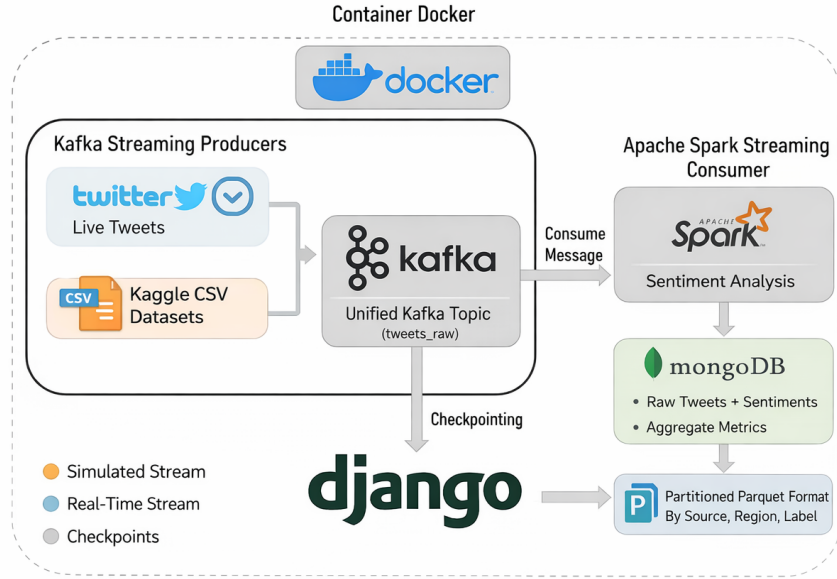 Container Docker
docker
Kafka Streaming Producers
twitter
Live Tweets
CSV
Kaggle CSV
Datasets
kafka
Unified Kafka Topic
(tweets_raw)
Consume
Message
Apache Spark Streaming
Consumer
APACHE
Spark
Sentiment Analysis
mongoDB
• Raw Tweets + Sentiments
• Aggregate Metrics
Checkpointing
django
P
Partitioned Parquet Format
By Source, Region, Label
Simulated Stream
Real-Time Stream
Checkpoints